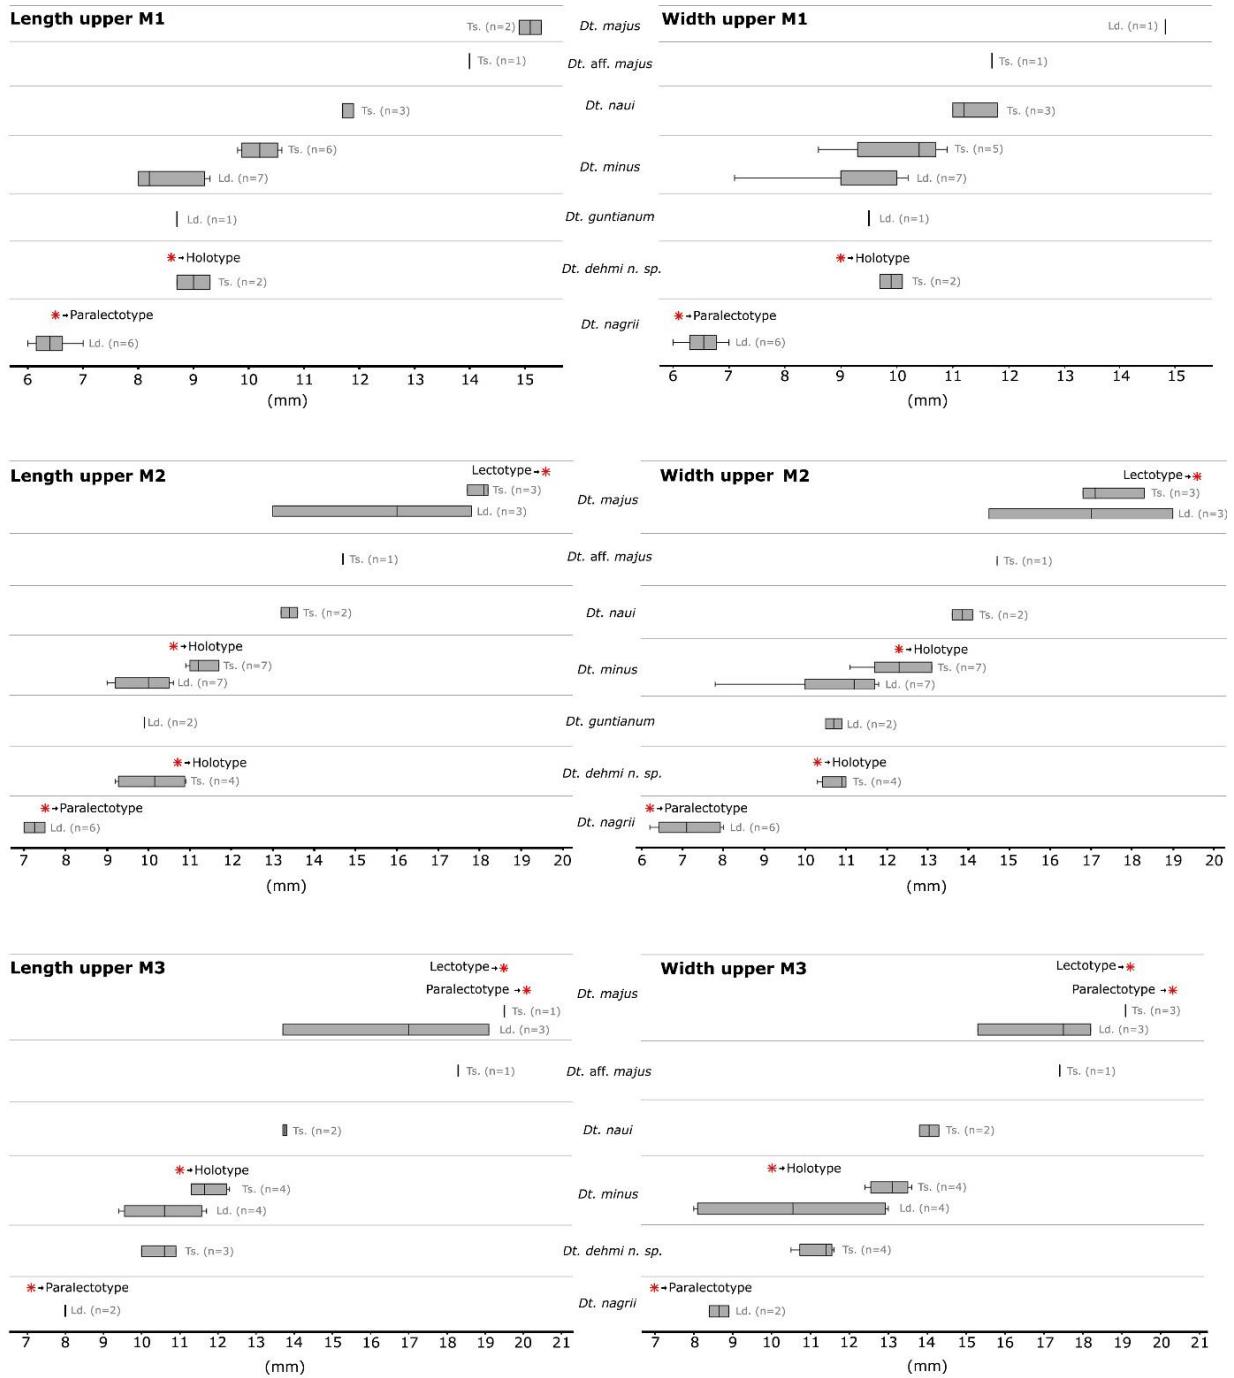 Length upper M1
Ts. (n=2)
Dt. majus
Width upper M1
Ld. (n=1)
Ts. (n=1)
Dt. aff. majus
Ts. (n=1)
Ts. (n=3)
Dt. naui
Ts. (n=3)
Ts. (n=6)
Ld. (n=7)
Dt. minus
Ts. (n=5)
Ld. (n=7)
Ld. (n=1)
Dt. guntianum
Ld. (n=1)
Holotype
Ts. (n=2)
Dt. dehmi n. sp.
Holotype
Ts. (n=2)
Paralectotype
Ld. (n=6)
Dt. nagrii
Paralectotype
Ld. (n=6)
6 7 8 9 10 11 12 13 14 15
(mm)
6 7 8 9 10 11 12 13 14 15
(mm)
Length upper M2
Lectotype
Ts. (n=3)
Ld. (n=3)
Dt. majus
Width upper M2
Lectotype
Ts. (n=3)
Ld. (n=3)
Ts. (n=1)
Dt. aff. majus
Ts. (n=1)
Ts. (n=2)
Dt. naui
Ts. (n=2)
Holotype
Ts. (n=7)
Ld. (n=7)
Dt. minus
Holotype
Ts. (n=7)
Ld. (n=7)
Ld. (n=2)
Dt. guntianum
Ld. (n=2)
Holotype
Ts. (n=4)
Dt. dehmi n. sp.
Holotype
Ts. (n=4)
Paralectotype
Ld. (n=6)
Dt. nagrii
Paralectotype
Ld. (n=6)
7 8 9 10 11 12 13 14 15 16 17 18 19 20
(mm)
6 7 8 9 10 11 12 13 14 15 16 17 18 19 20
(mm)
Length upper M3
Lectotype
Paralectotype
Ts. (n=1)
Ld. (n=3)
Dt. majus
Width upper M3
Lectotype
Paralectotype
Ts. (n=3)
Ld. (n=3)
Ts. (n=1)
Dt. aff. majus
Ts. (n=1)
Ts. (n=2)
Dt. naui
Ts. (n=2)
Holotype
Ts. (n=4)
Ld. (n=4)
Dt. minus
Holotype
Ts. (n=4)
Ld. (n=4)
Ts. (n=3)
Dt. dehmi n. sp.
Ts. (n=4)
Paralectotype
Ld. (n=2)
Dt. nagrii
Paralectotype
Ld. (n=2)
7 8 9 10 11 12 13 14 15 16 17 18 19 20 21
(mm)
7 8 9 10 11 12 13 14 15 16 17 18 19 20 21
(mm)